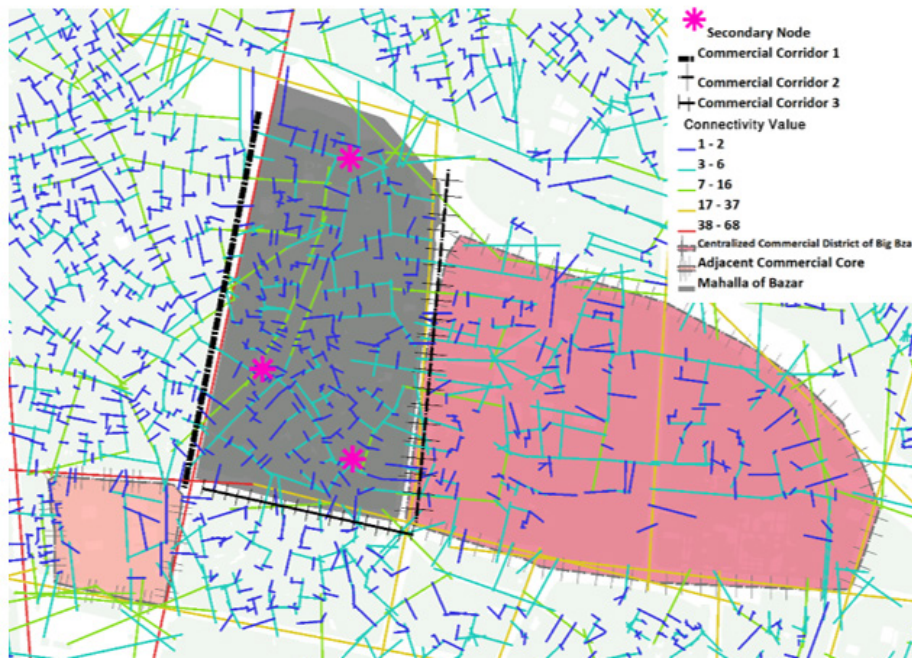 Secondary Node
Commercial Corridor 1
Commercial Corridor 2
Commercial Corridor 3
Connectivity Value
1 - 2
3 - 6
7 - 16
17 - 37
38 - 68
Centralized Commercial District of Big Baza
Adjacent Commercial Core
Mahalla of Bazar